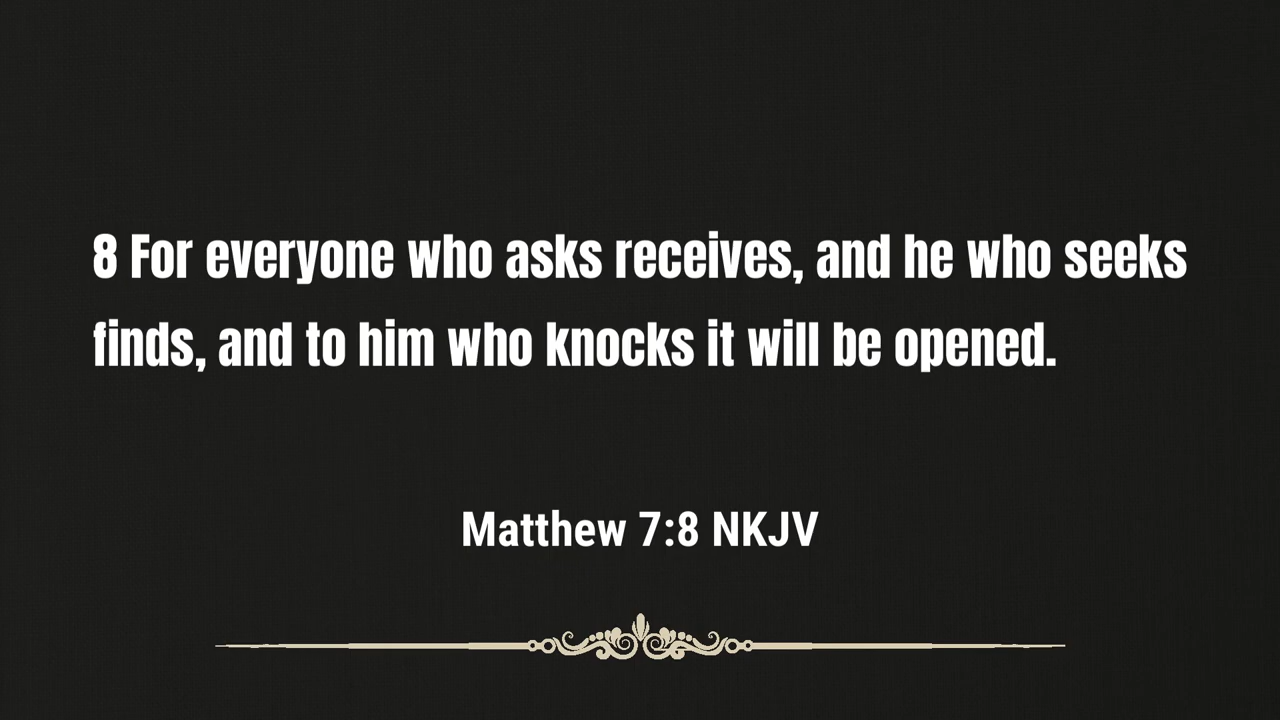 8 For everyone who asks receives, and he who seeks
finds, and to him who knocks it will be opened.
Matthew 7:8 NKJV